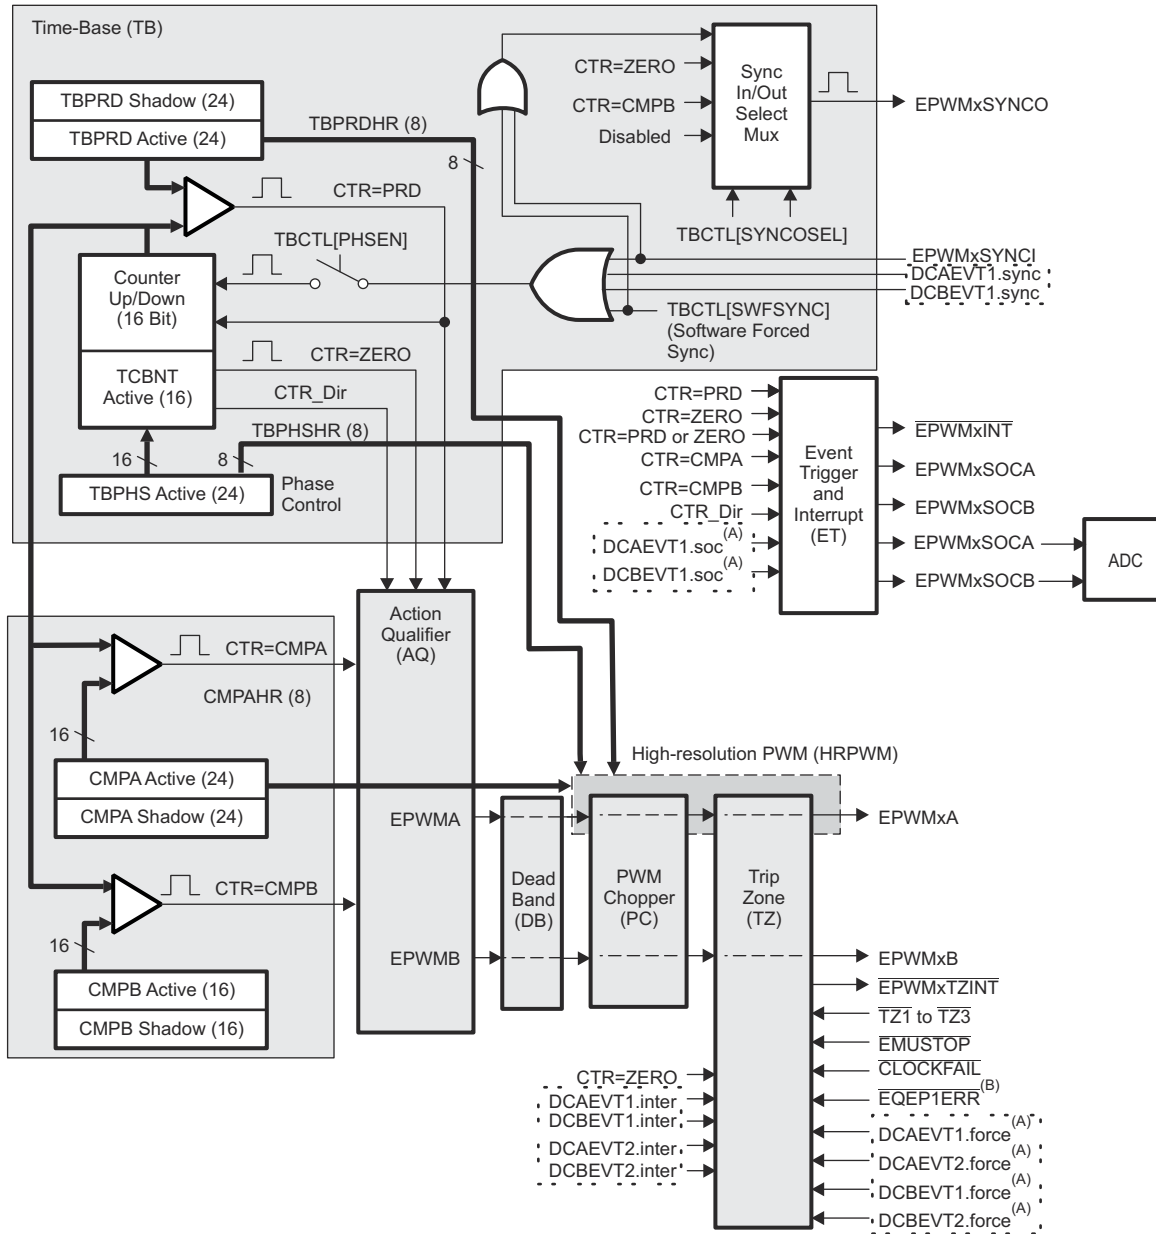 Time-Base (TB)
TBPRD Shadow (24)
TBPRD Active (24)
TBPRDHR (8)
8
CTR=PRD
TBCTL[PHSEN]
Counter
Up/Down
(16 Bit)
TCBNT
Active (16)
CTR=ZERO
CTR_Dir
TBPHSHR (8)
16
8
TBPHS Active (24)
Phase
Control
CTR=ZERO
CTR=CMPB
Disabled
Sync
In/Out
Select
Mux
EPWMxSYNCO
TBCTL[SYNCOSEL]
EPWMxSYNCI
DCAEVT1.sync
DCBEVT1.sync
TBCTL[SWFSYNC]
(Software Forced
Sync)
CTR=PRD
CTR=ZERO
CTR=PRD or ZERO
CTR=CMPA
CTR=CMPB
CTR_Dir
DCAEVT1.soc(A)
DCBEVT1.soc(A)
Event
Trigger
and
Interrupt
(ET)
EPWMxINT
EPWMxSOCA
EPWMxSOCB
EPWMxSOCA
EPWMxSOCB
ADC
Action
Qualifier
(AQ)
CTR=CMPA
CMPAHR (8)
16
CMPA Active (24)
CMPA Shadow (24)
CTR=CMPB
16
CMPB Active (16)
CMPB Shadow (16)
EPWMA
EPWMB
High-resolution PWM (HRPWM)
Dead
Band
(DB)
PWM
Chopper
(PC)
Trip
Zone
(TZ)
EPWMxA
EPWMxB
EPWMxTZINT
TZ1 to TZ3
EMUSTOP
CLOCKFAIL
EQEP1ERR(B)
DCAEVT1.force(A)
DCAEVT2.force(A)
DCBEVT1.force(A)
DCBEVT2.force(A)
CTR=ZERO
DCAEVT1.inter
DCBEVT1.inter
DCAEVT2.inter
DCBEVT2.inter